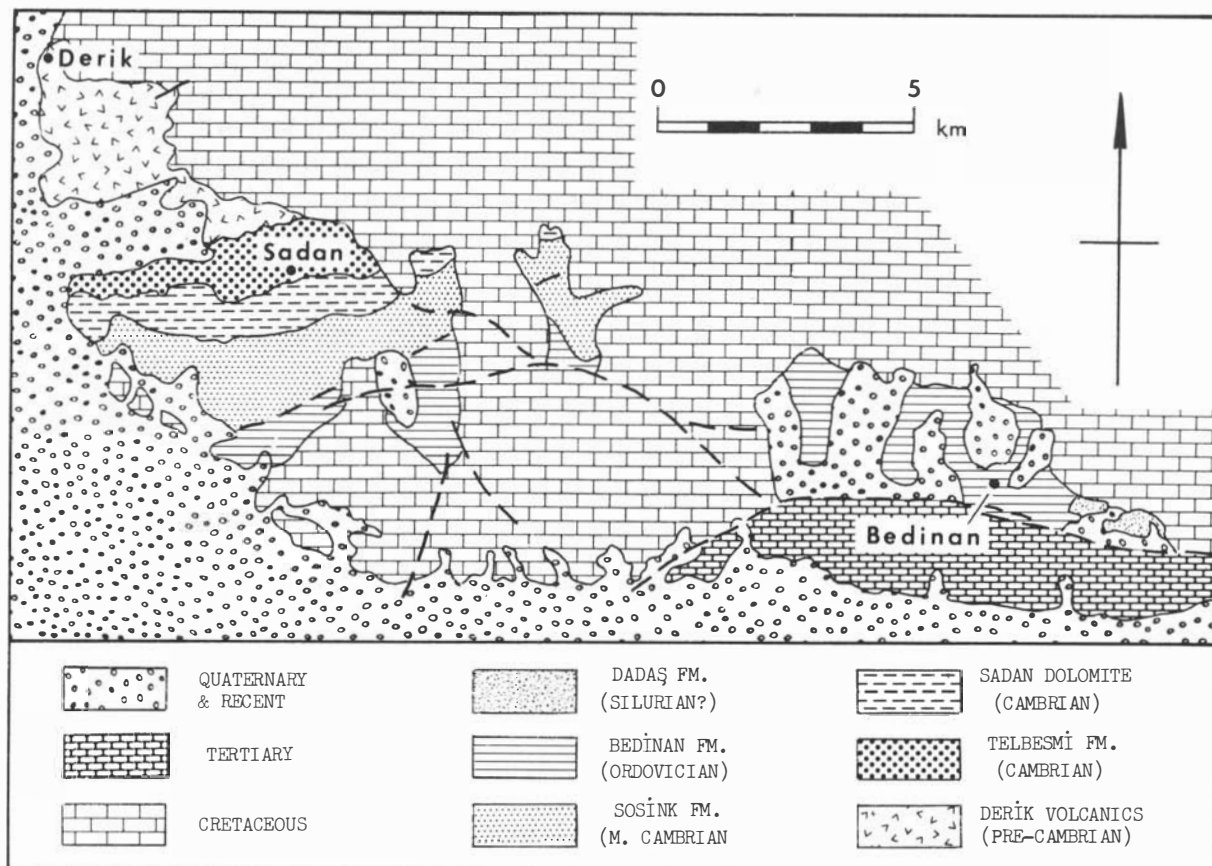 Derik
0
5
km
Sadan
Bedinan
QUATERNARY
& RECENT
TERTIARY
CRETACEOUS
DADAŞ FM.
(SILURIAN?)
BEDİNAN FM.
(ORDOVICIAN)
SOSİNK FM.
(M. CAMBRIAN
SADAN DOLOMITE
(CAMBRIAN)
TELBESMİ FM.
(CAMBRIAN)
DERİK VOLCANICS
(PRE-CAMBRIAN)